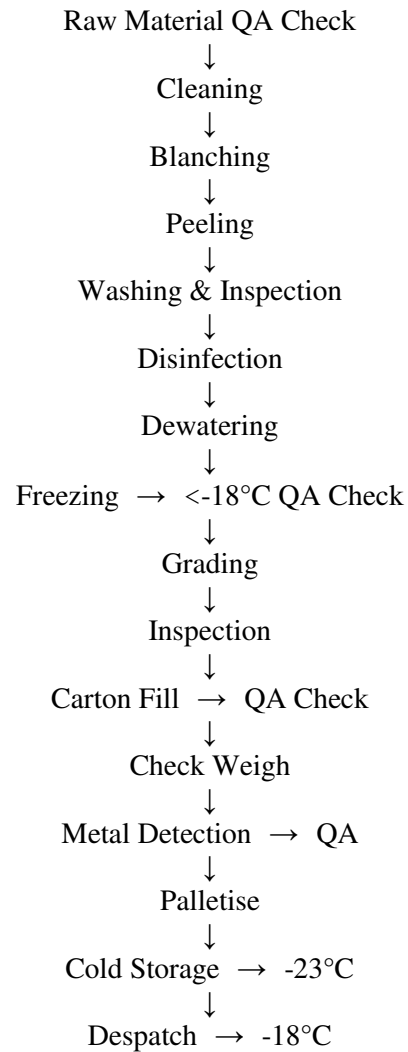 Raw Material QA Check
↓
Cleaning
↓
Blanching
↓
Peeling
↓
Washing & Inspection
↓
Disinfection
↓
Dewatering
↓
Freezing → <-18°C QA Check
↓
Grading
↓
Inspection
↓
Carton Fill → QA Check
↓
Check Weigh
↓
Metal Detection → QA
↓
Palletise
↓
Cold Storage → -23°C
↓
Despatch → -18°C